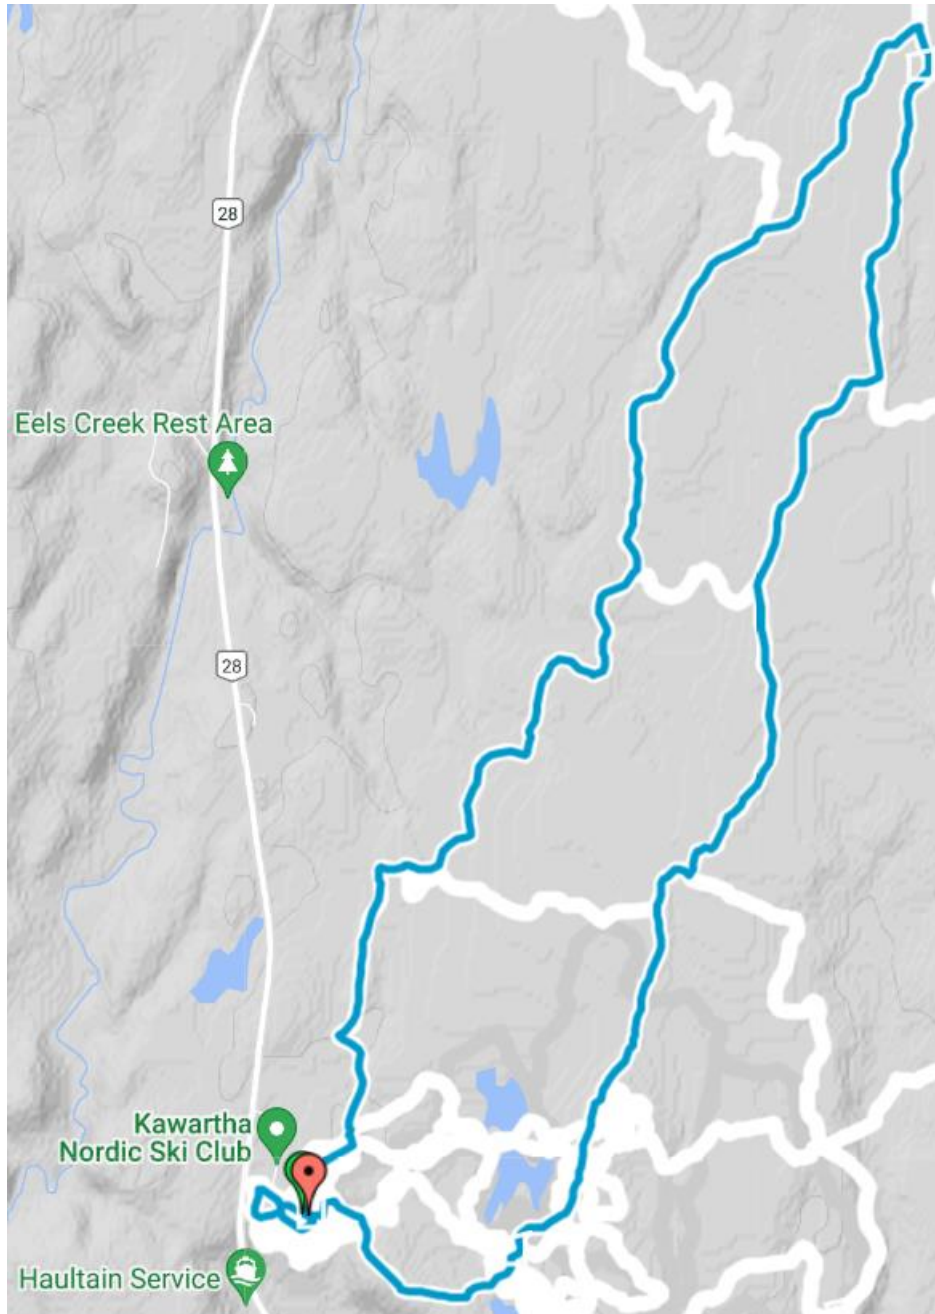 28
Eels Creek Rest Area
28
Kawartha
Nordic Ski Club
Haultain Service